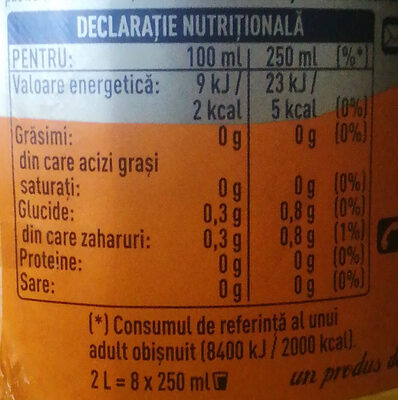 DECLARAȚIE NUTRIȚIONALĂ
PENTRU: 100 ml 250 ml (%*)
Valoare energetică: 9 kJ / 23 kJ /
2 kcal 5 kcal (0%)
Grăsimi: 0 g 0 g (0%)
din care acizi grași
saturați: 0 g 0 g (0%)
Glucide: 0,3 g 0,8 g (0%)
din care zaharuri: 0,3 g 0,8 g (1%)
Proteine: 0 g 0 g (0%)
Sare: 0 g 0 g (0%)
(*) Consumul de referință al unui
adult obișnuit (8400 kJ / 2000 kcal).
2 L = 8 x 250 ml
un produs